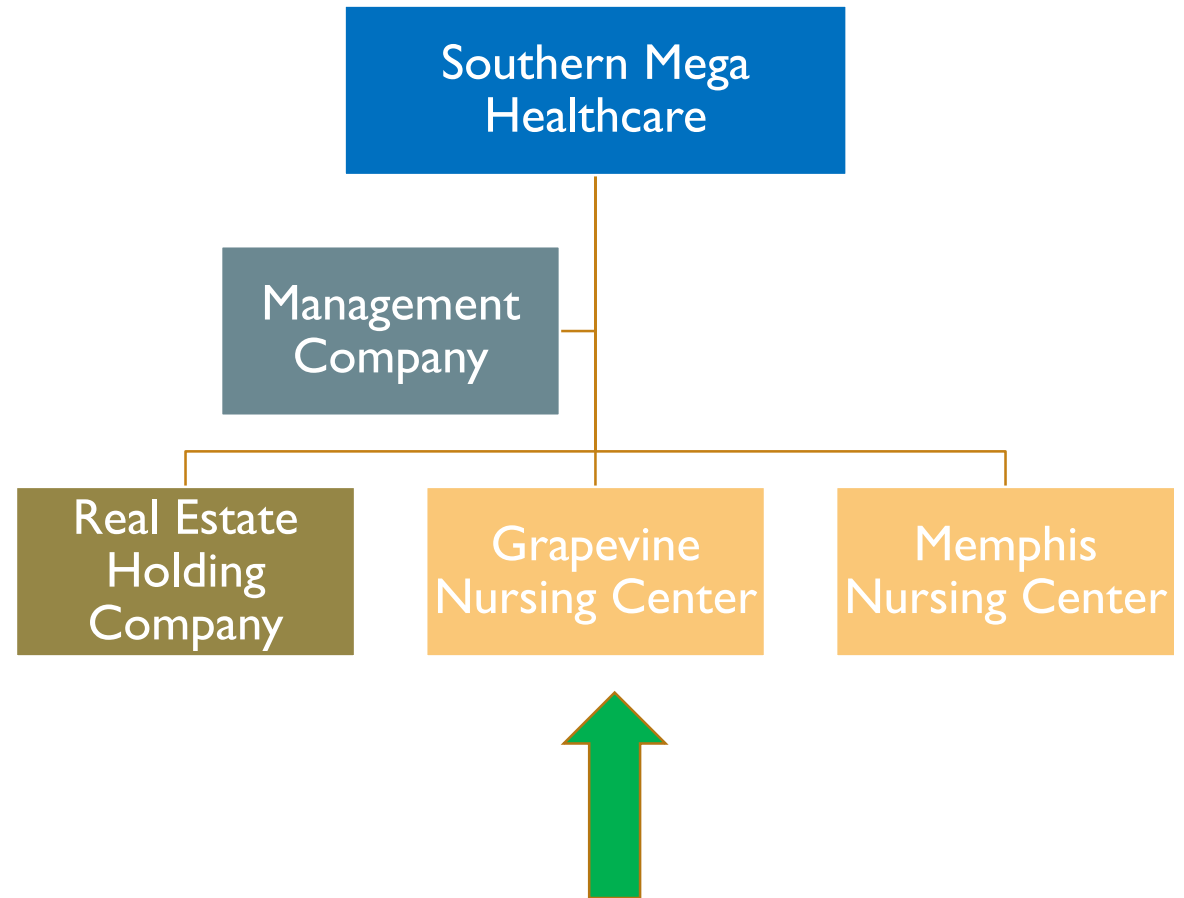 Southern Mega
Healthcare
Management
Company
Real Estate
Holding
Company
Grapevine
Nursing Center
Memphis
Nursing Center